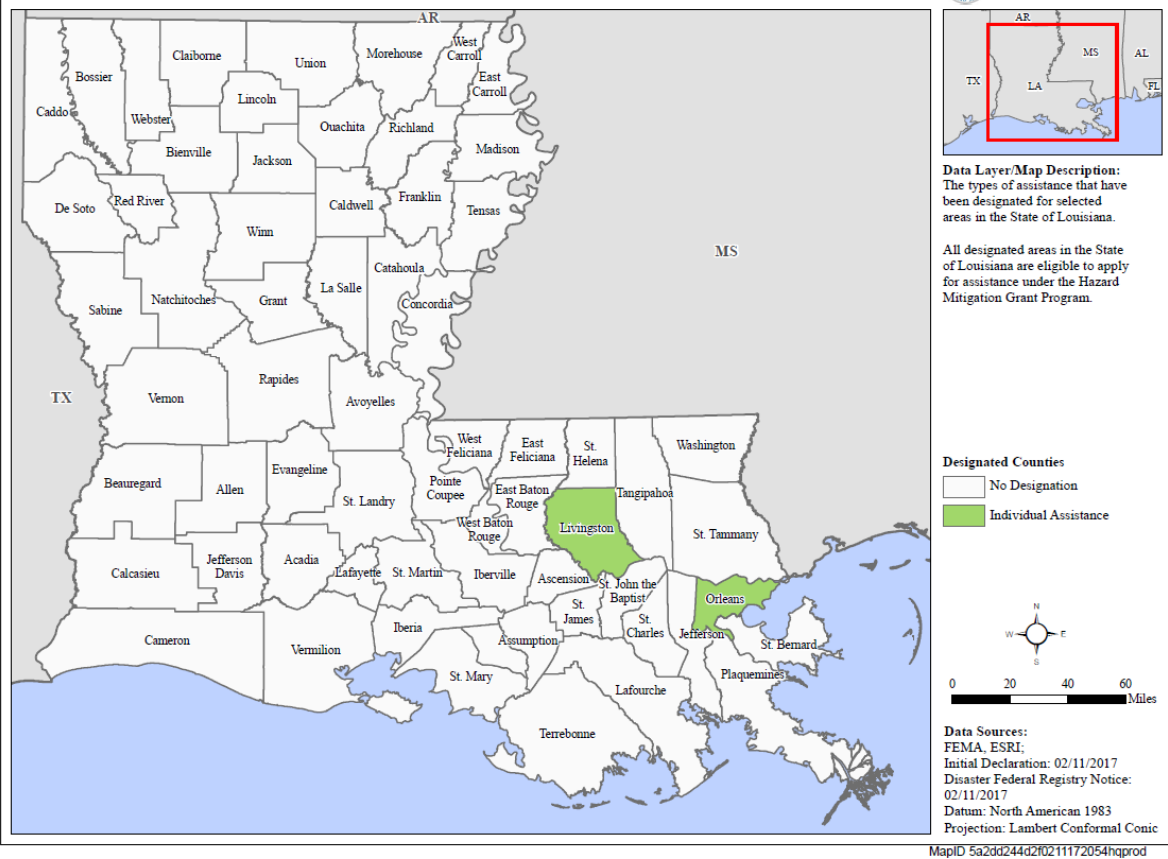 AR
Claiborne
Union
Morehouse
West
Carroll
East
Carroll
Bossier
Caddo
Webster
Lincoln
Ouachita
Richland
Madison
Bienville
Jackson
De Soto
Red River
Winn
Caldwell
Franklin
Tensas
Catahoula
La Salle
Concordia
Natchitoches
Grant
Sabine
MS
TX
Vernon
Rapides
Avoyelles
West
Feliciana
East
Feliciana
St.
Helena
Washington
Beauregard
Allen
Evangeline
St. Landry
Pointe
Coupee
East Baton
Rouge
Tangipahoa
West Baton
Rouge
Livingston
St. Tammany
Calcasieu
Jefferson
Davis
Acadia
Lafayette
St. Martin
Iberville
Ascension
St. John the
Baptist
St.
James
St.
Charles
Orleans
Jefferson
St. Bernard
Plaquemines
Cameron
Vermilion
Iberia
Assumption
St. Mary
Lafourche
Terrebonne
AR
MS
AL
TX
LA
FL
Data Layer/Map Description:
The types of assistance that have
been designated for selected
areas in the State of Louisiana.
All designated areas in the State
of Louisiana are eligible to apply
for assistance under the Hazard
Mitigation Grant Program.
Designated Counties
No Designation
Individual Assistance
N
W
E
S
0 20 40 60
Miles
Data Sources:
FEMA, ESRI;
Initial Declaration: 02/11/2017
Disaster Federal Registry Notice:
02/11/2017
Datum: North American 1983
Projection: Lambert Conformal Conic
MapID 5a2dd244d2f0211172054hqprod